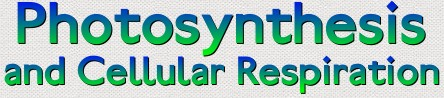 Photosynthesis
and Cellular Respiration